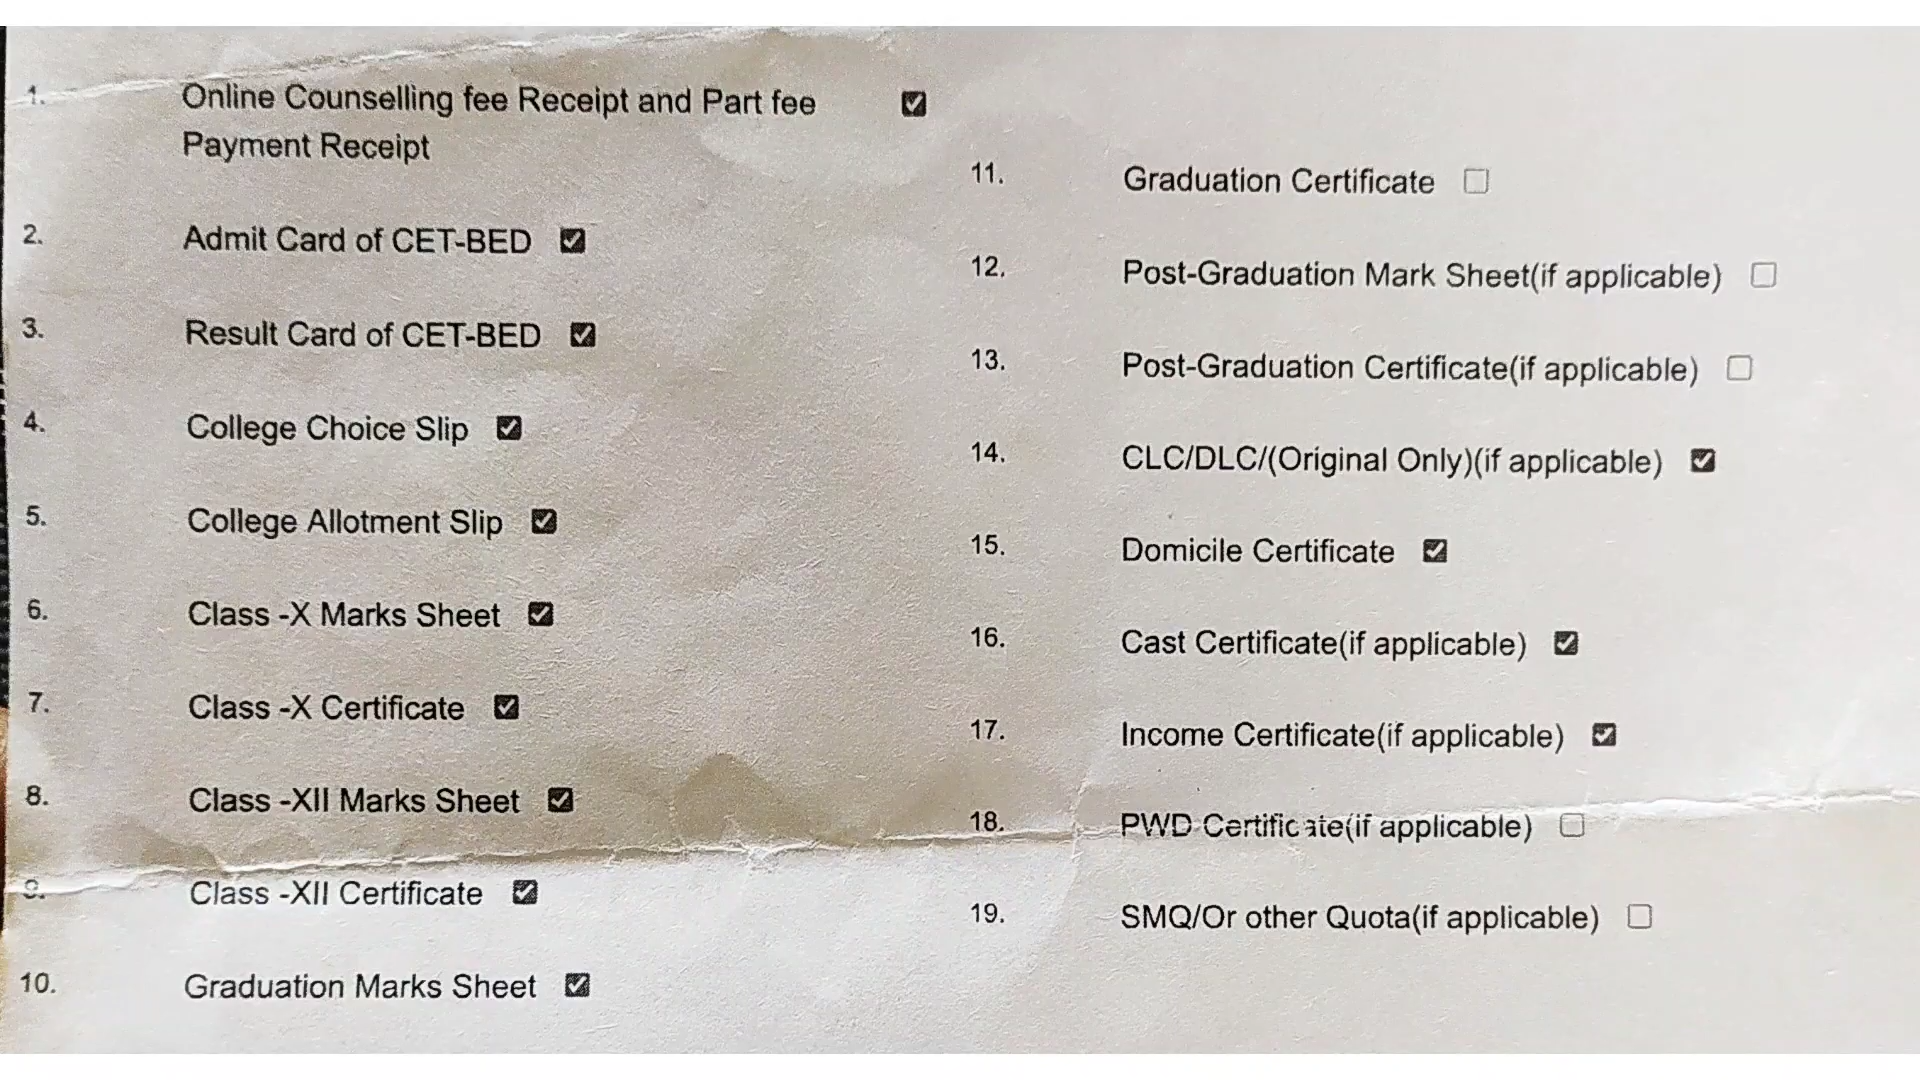 1. Online Counselling fee Receipt and Part fee ☑
Payment Receipt
2. Admit Card of CET-BED ☑
3. Result Card of CET-BED ☑
4. College Choice Slip ☑
5. College Allotment Slip ☑
6. Class -X Marks Sheet ☑
7. Class -X Certificate ☑
8. Class -XII Marks Sheet ☑
9. Class -XII Certificate ☑
10. Graduation Marks Sheet ☑
11. Graduation Certificate ☐
12. Post-Graduation Mark Sheet(if applicable) ☐
13. Post-Graduation Certificate(if applicable) ☐
14. CLC/DLC/(Original Only)(if applicable) ☑
15. Domicile Certificate ☑
16. Cast Certificate(if applicable) ☑
17. Income Certificate(if applicable) ☑
18. PWD Certificate(if applicable) ☐
19. SMQ/Or other Quota(if applicable) ☐